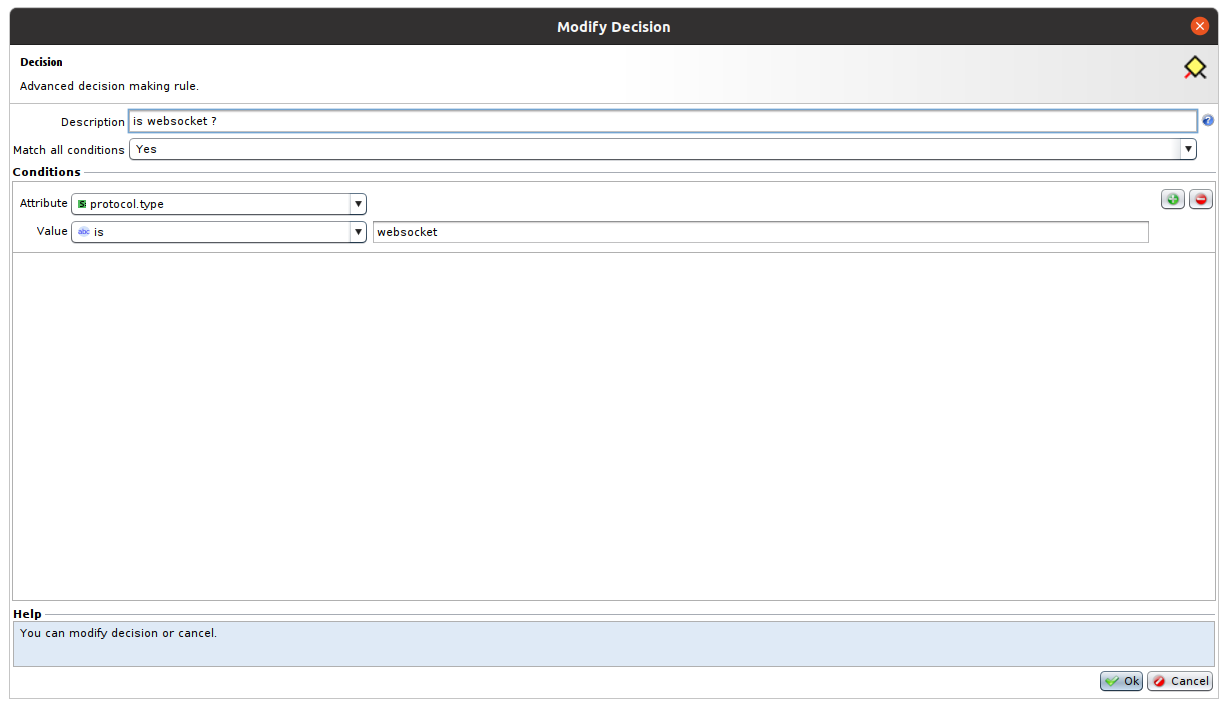 Modify Decision
Decision
Advanced decision making rule.
Description is websocket ?
Match all conditions Yes
Conditions
Attribute S protocol.type
Value abc is websocket
Help
You can modify decision or cancel.
Ok Cancel